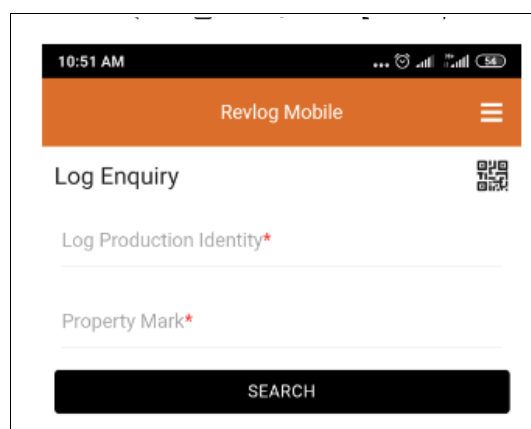 10:51 AM ... 54
Revlog Mobile
Log Enquiry
Log Production Identity*
Property Mark*
SEARCH